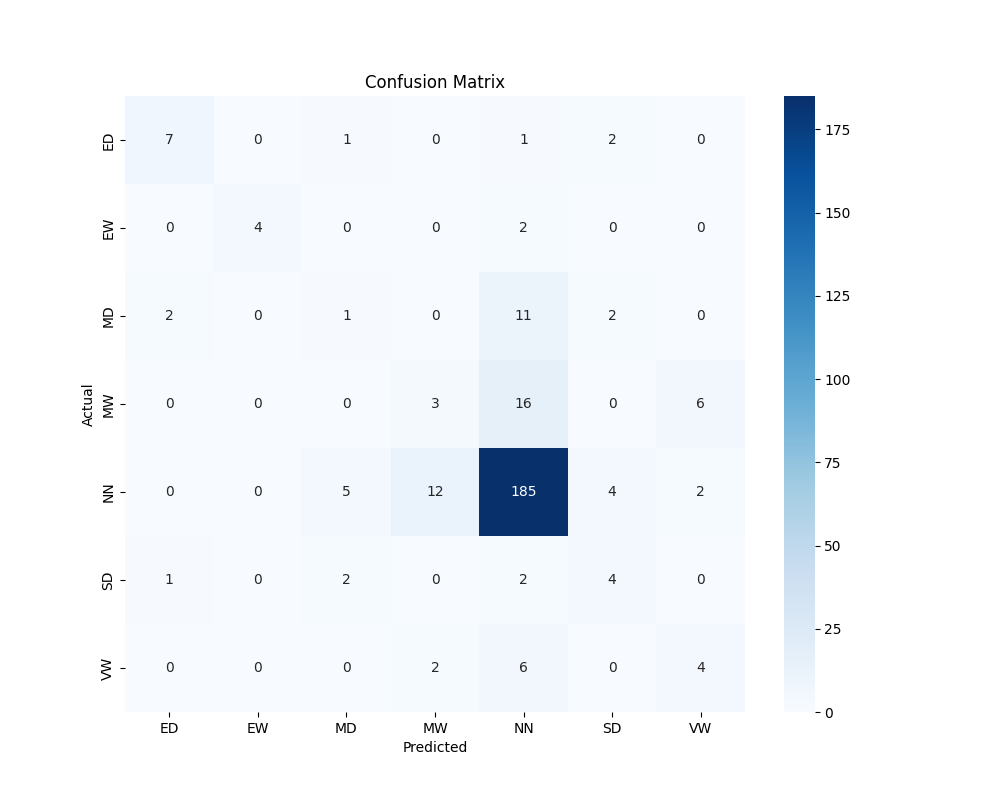 Confusion Matrix
ED 7 0 1 0 1 2 0
EW 0 4 0 0 2 0 0
MD 2 0 1 0 11 2 0
MW 0 0 0 3 16 0 6
NN 0 0 5 12 185 4 2
SD 1 0 2 0 2 4 0
VW 0 0 0 2 6 0 4
ED EW MD MW NN SD VW
Predicted
Actual
175
150
125
100
75
50
25
0